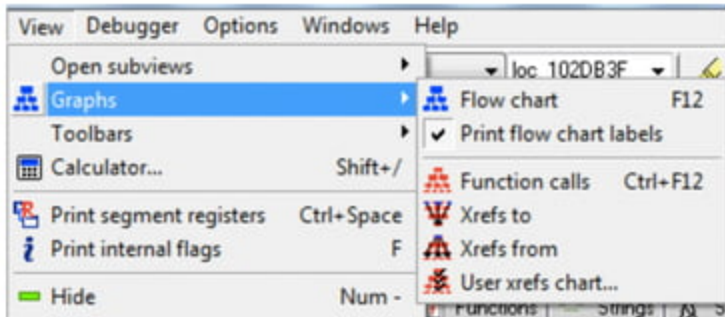 View Debugger Options Windows Help
Open subviews
loc_102DB3F
Graphs
Flow chart F12
Toolbars
Print flow chart labels
Calculator... Shift+/
Function calls Ctrl+F12
Print segment registers Ctrl+Space
Xrefs to
Print internal flags F
Xrefs from
User xrefs chart...
Hide Num -
Functions Strings